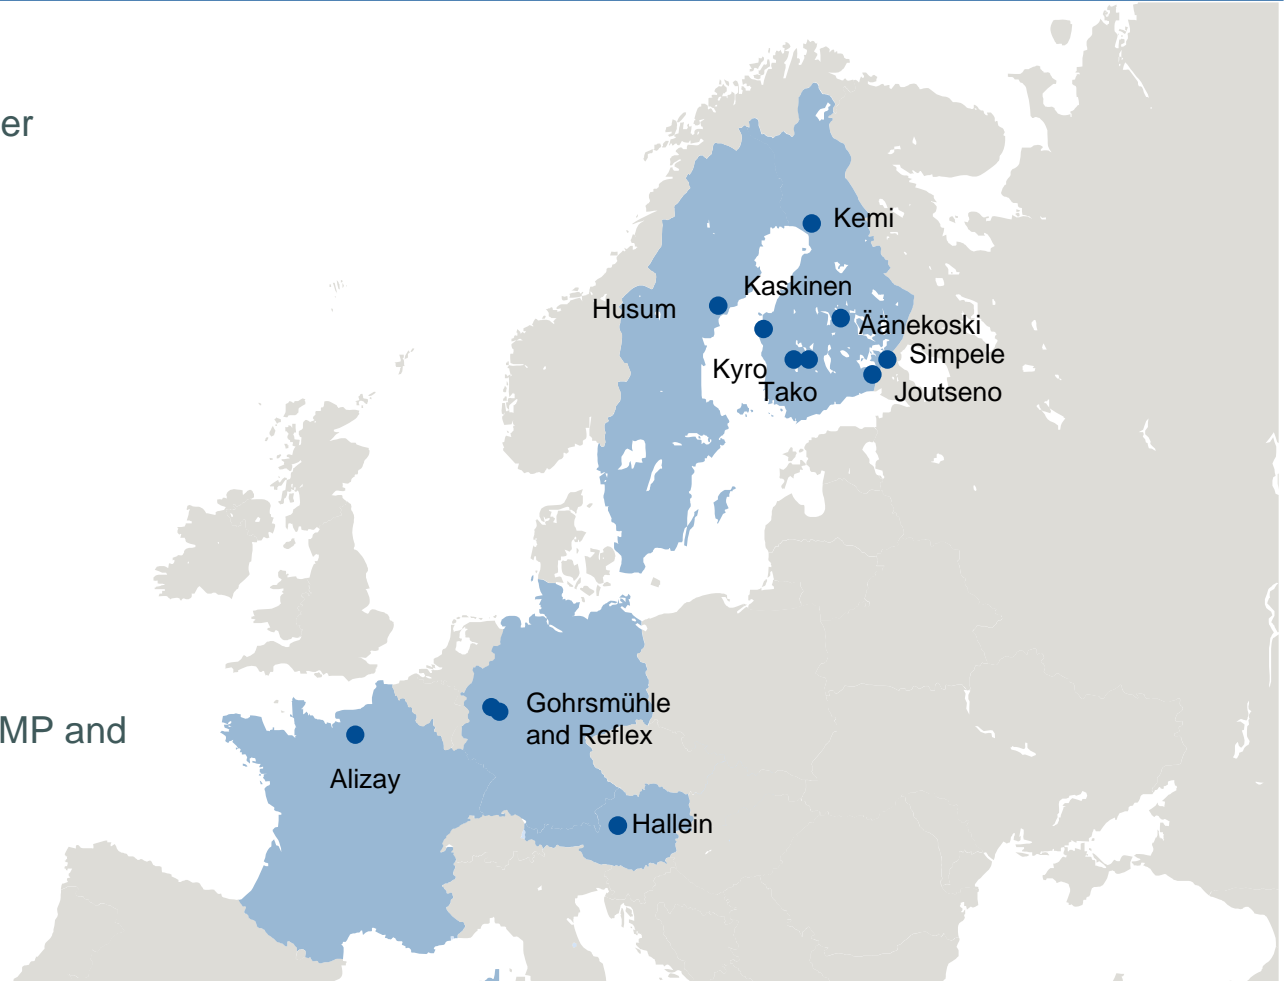 er
Kemi
Kaskinen
Husum
Äänekoski
Simpele
Kyro
Tako
Joutseno
Gohrsmühle
and Reflex
MP and
Alizay
Hallein